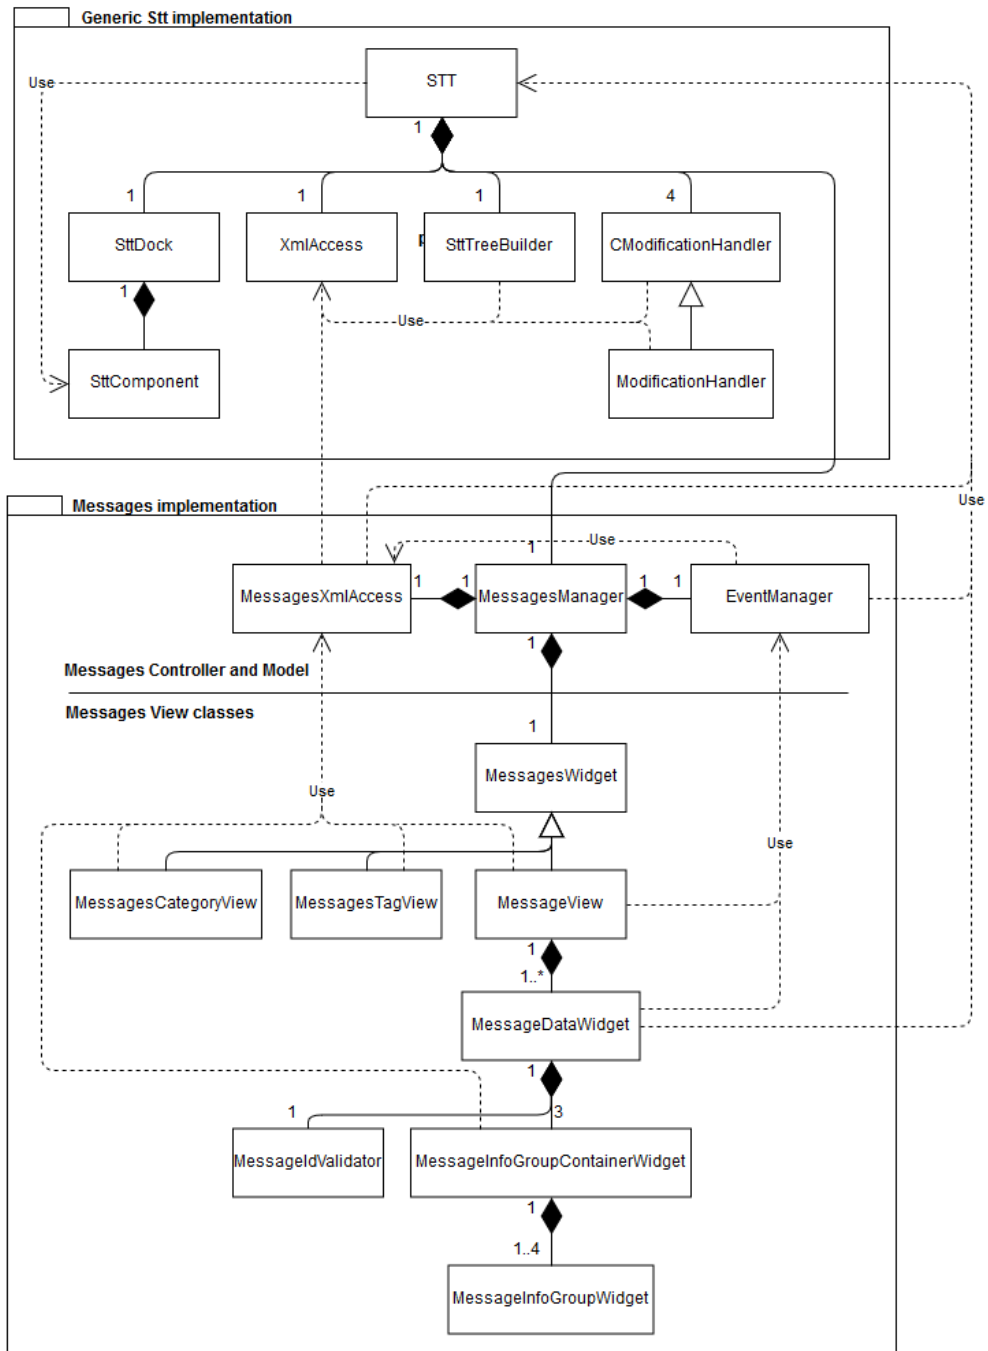 Generic Stt implementation
STT
Use
1
1
1
1
4
SttDock
XmlAccess
p
SttTreeBuilder
CModificationHandler
1
Use
SttComponent
ModificationHandler
Use
Messages implementation
1
Use
1
1
1
1
MessagesXmlAccess
MessagesManager
EventManager
1
Messages Controller and Model
Messages View classes
1
MessagesWidget
Use
Use
MessagesCategoryView
MessagesTagView
MessageView
1
1..*
MessageDataWidget
1
1
3
MessageIdValidator
MessageInfoGroupContainerWidget
1
1..4
MessageInfoGroupWidget